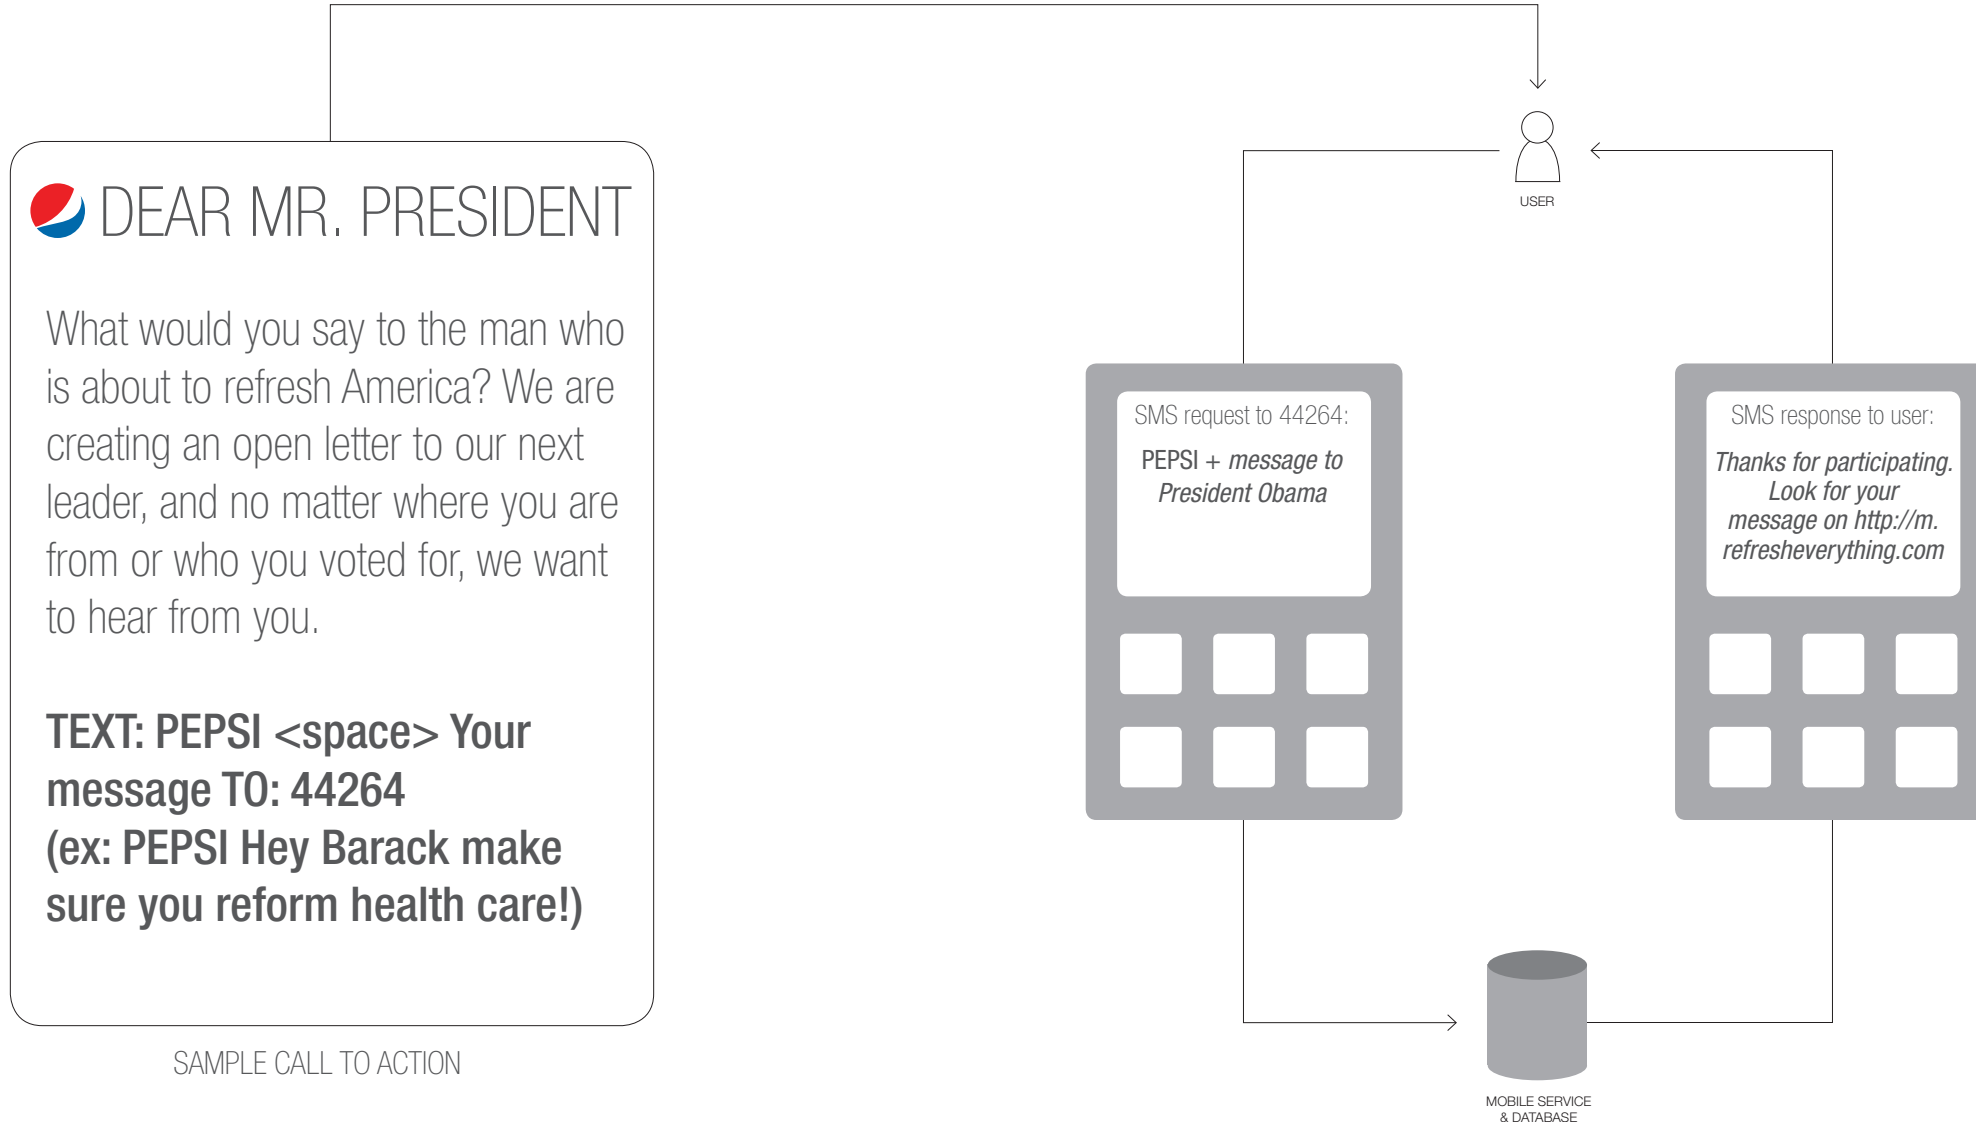 DEAR MR. PRESIDENT
What would you say to the man who
is about to refresh America? We are
creating an open letter to our next
leader, and no matter where you are
from or who you voted for, we want
to hear from you.
TEXT: PEPSI <space> Your
message TO: 44264
(ex: PEPSI Hey Barack make
sure you reform health care!)
SAMPLE CALL TO ACTION
USER
SMS request to 44264:
PEPSI + message to
President Obama
SMS response to user:
Thanks for participating.
Look for your
message on http://m.
refresheverything.com
MOBILE SERVICE
& DATABASE